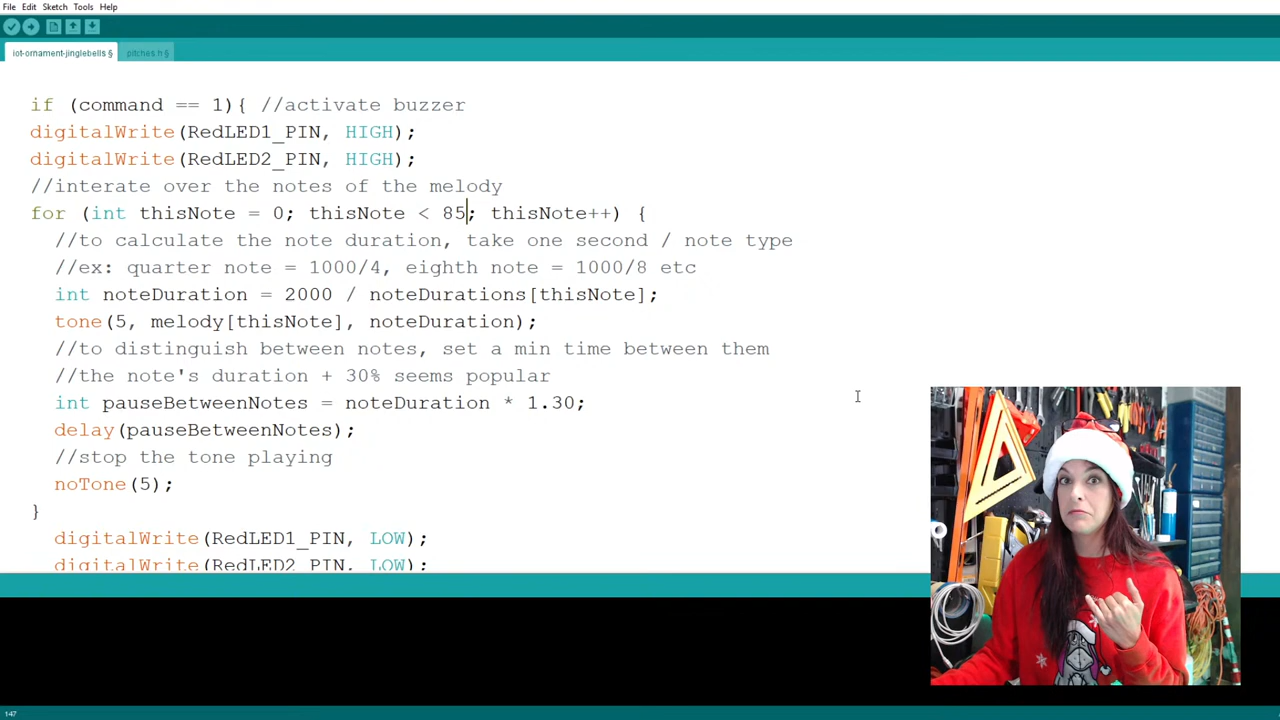 File Edit Sketch Tools Help
iot-ornament-jinglebells § pitches.h §
if (command == 1){ //activate buzzer
digitalWrite(RedLED1_PIN, HIGH);
digitalWrite(RedLED2_PIN, HIGH);
//interate over the notes of the melody
for (int thisNote = 0; thisNote < 85; thisNote++) {
//to calculate the note duration, take one second / note type
//ex: quarter note = 1000/4, eighth note = 1000/8 etc
int noteDuration = 2000 / noteDurations[thisNote];
tone(5, melody[thisNote], noteDuration);
//to distinguish between notes, set a min time between them
//the note's duration + 30% seems popular
int pauseBetweenNotes = noteDuration * 1.30;
delay(pauseBetweenNotes);
//stop the tone playing
noTone(5);
}
digitalWrite(RedLED1_PIN, LOW);
digitalWrite(RedLED2_PIN, LOW);
147